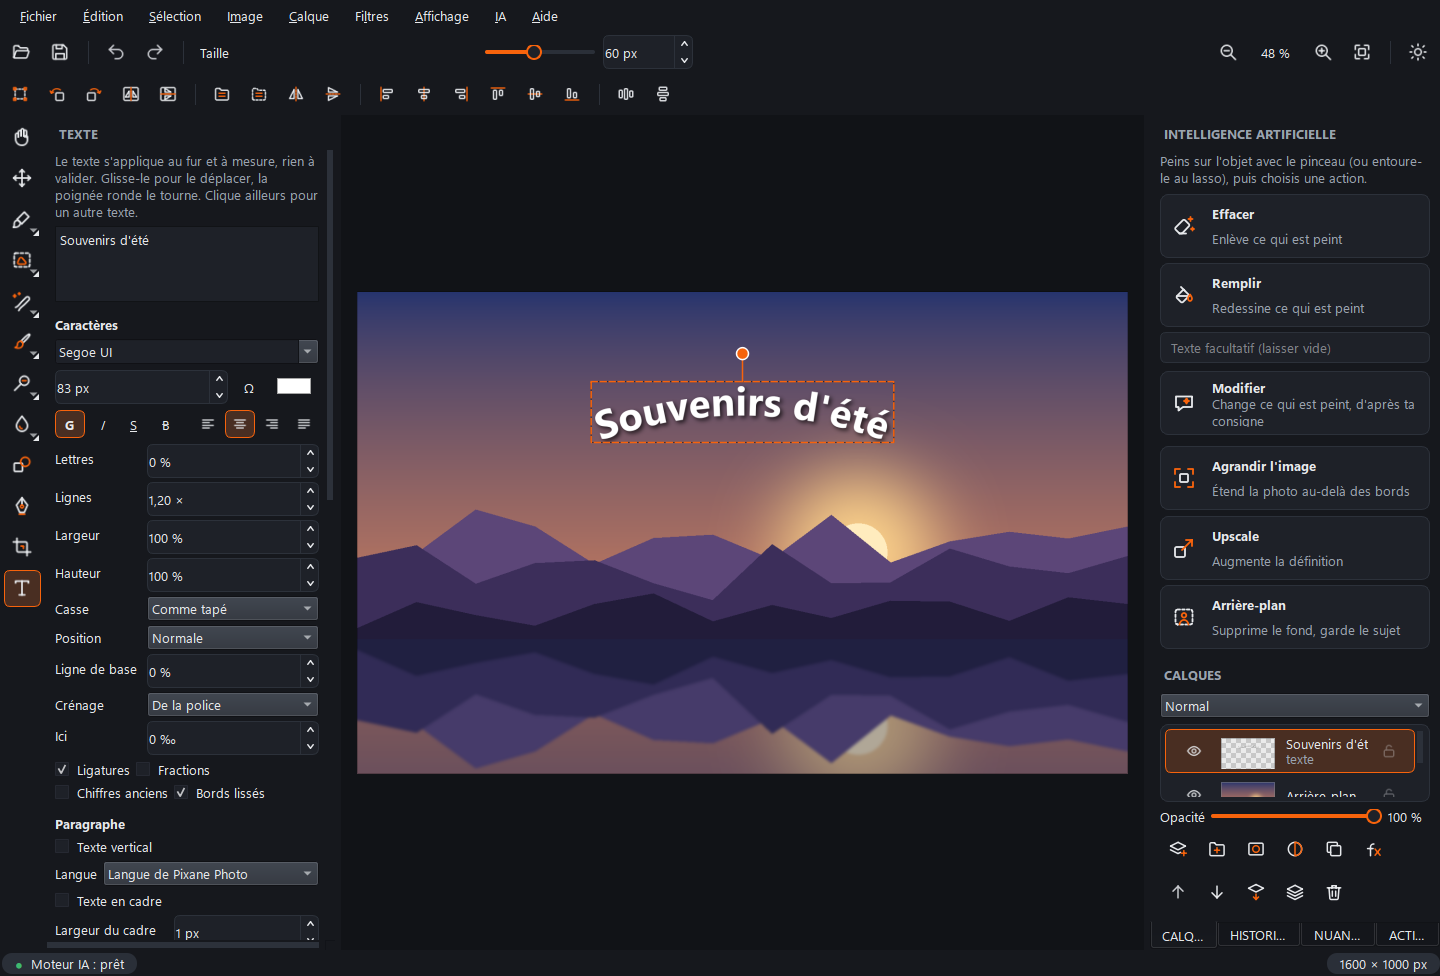 Fichier Édition Sélection Image Calque Filtres Affichage IA Aide
Taille 60 px 48 %
TEXTE
Le texte s'applique au fur et à mesure, rien à
valider. Glisse-le pour le déplacer, la
poignée ronde le tourne. Clique ailleurs pour
un autre texte.
Souvenirs d'été
Caractères
Segoe UI
83 px Ω
G I S B
Lettres 0 %
Lignes 1,20 ×
Largeur 100 %
Hauteur 100 %
Casse Comme tapé
Position Normale
Ligne de base 0 %
Crénage De la police
Ici 0 ‰
Ligatures Fractions
Chiffres anciens Bords lissés
Paragraphe
Texte vertical
Langue Langue de Pixane Photo
Texte en cadre
Largeur du cadre 1 px
Moteur IA : prêt
Souvenirs d'été
INTELLIGENCE ARTIFICIELLE
Peins sur l'objet avec le pinceau (ou entoure-
le au lasso), puis choisis une action.
Effacer
Enlève ce qui est peint
Remplir
Redessine ce qui est peint
Texte facultatif (laisser vide)
Modifier
Change ce qui est peint, d'après ta
consigne
Agrandir l'image
Étend la photo au-delà des bords
Upscale
Augmente la définition
Arrière-plan
Supprime le fond, garde le sujet
CALQUES
Normal
Souvenirs d'ét
texte
Arrière-plan
Opacité 100 %
fx
CALQ... HISTORI... NUAN... ACTI...
1600 × 1000 px